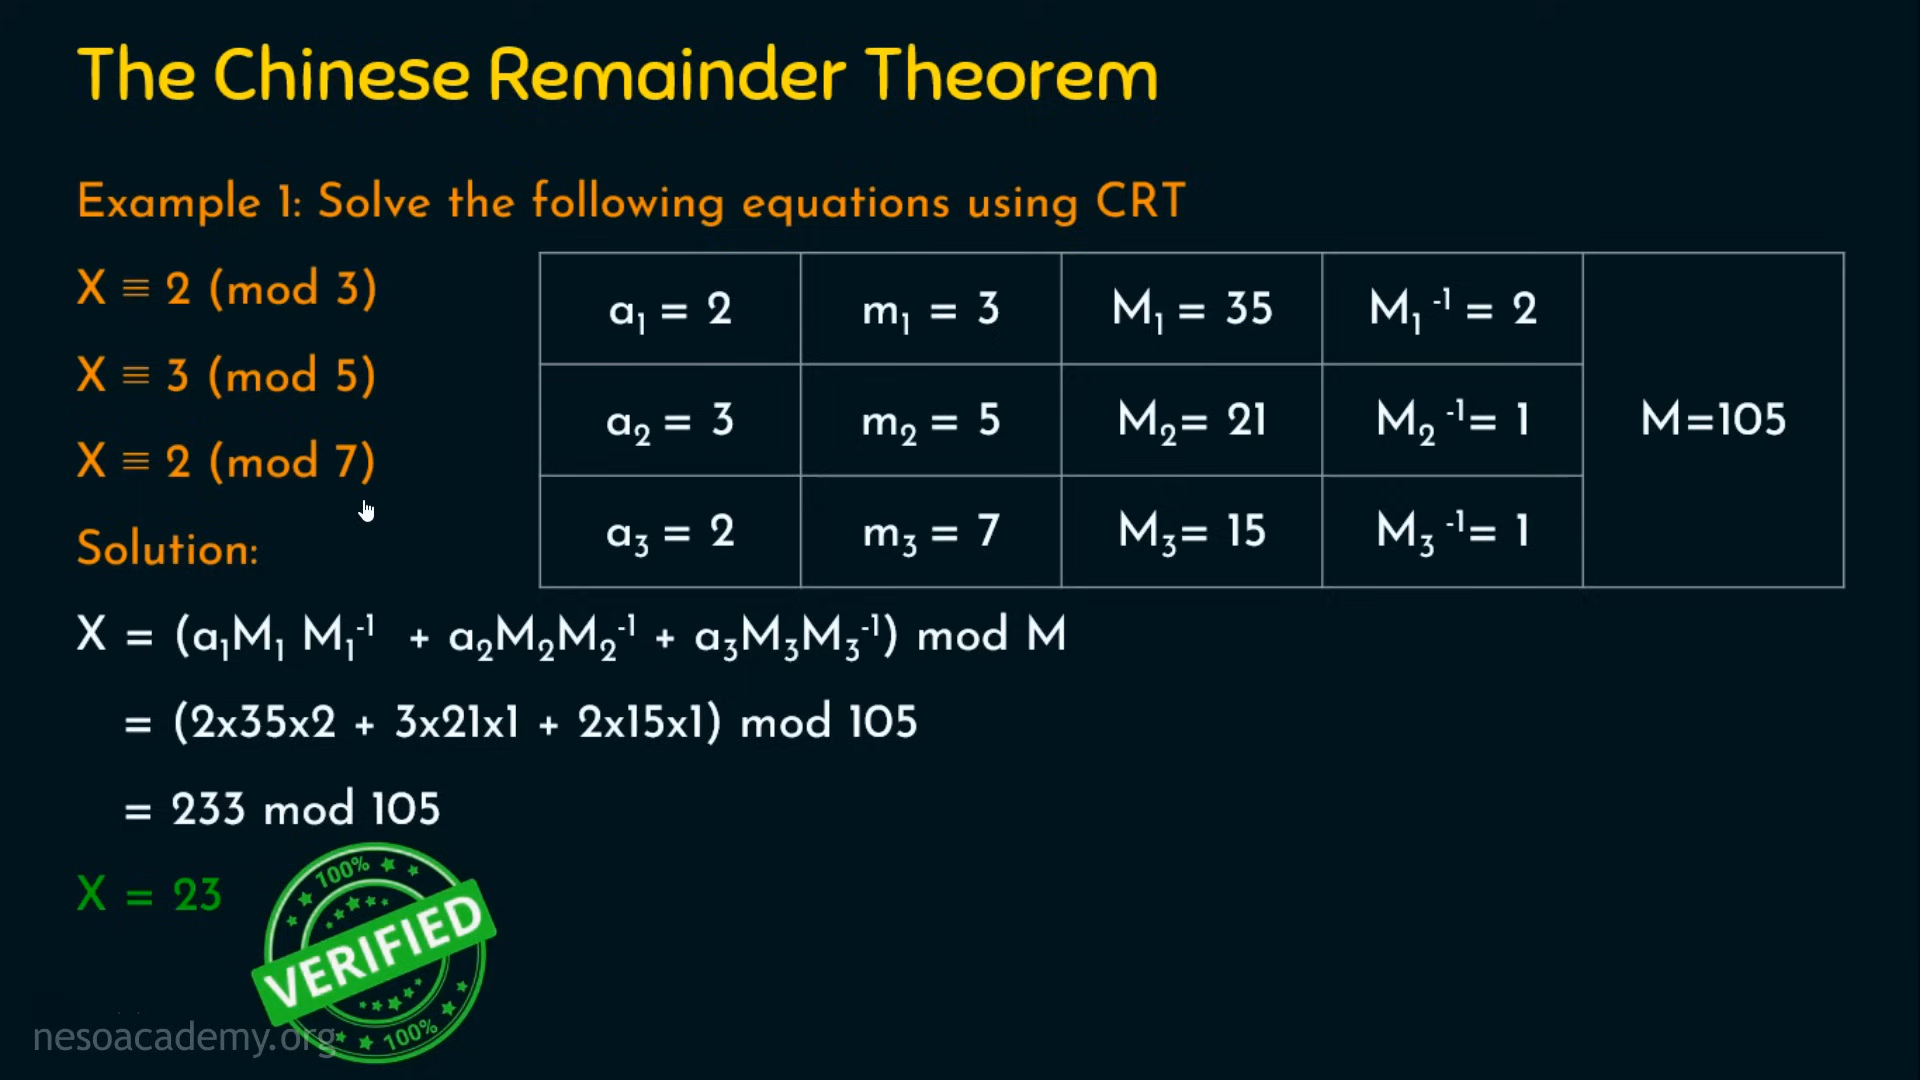 The Chinese Remainder Theorem
Example 1: Solve the following equations using CRT
X ≡ 2 (mod 3)
X ≡ 3 (mod 5)
X ≡ 2 (mod 7)
a₁ = 2 m₁ = 3 M₁ = 35 M₁⁻¹ = 2
a₂ = 3 m₂ = 5 M₂= 21 M₂⁻¹= 1 M=105
a₃ = 2 m₃ = 7 M₃= 15 M₃⁻¹= 1
Solution:
X = (a₁M₁ M₁⁻¹ + a₂M₂M₂⁻¹ + a₃M₃M₃⁻¹) mod M
= (2x35x2 + 3x21x1 + 2x15x1) mod 105
= 233 mod 105
X = 23
100%
VERIFIED
100%
nesoacademy.org